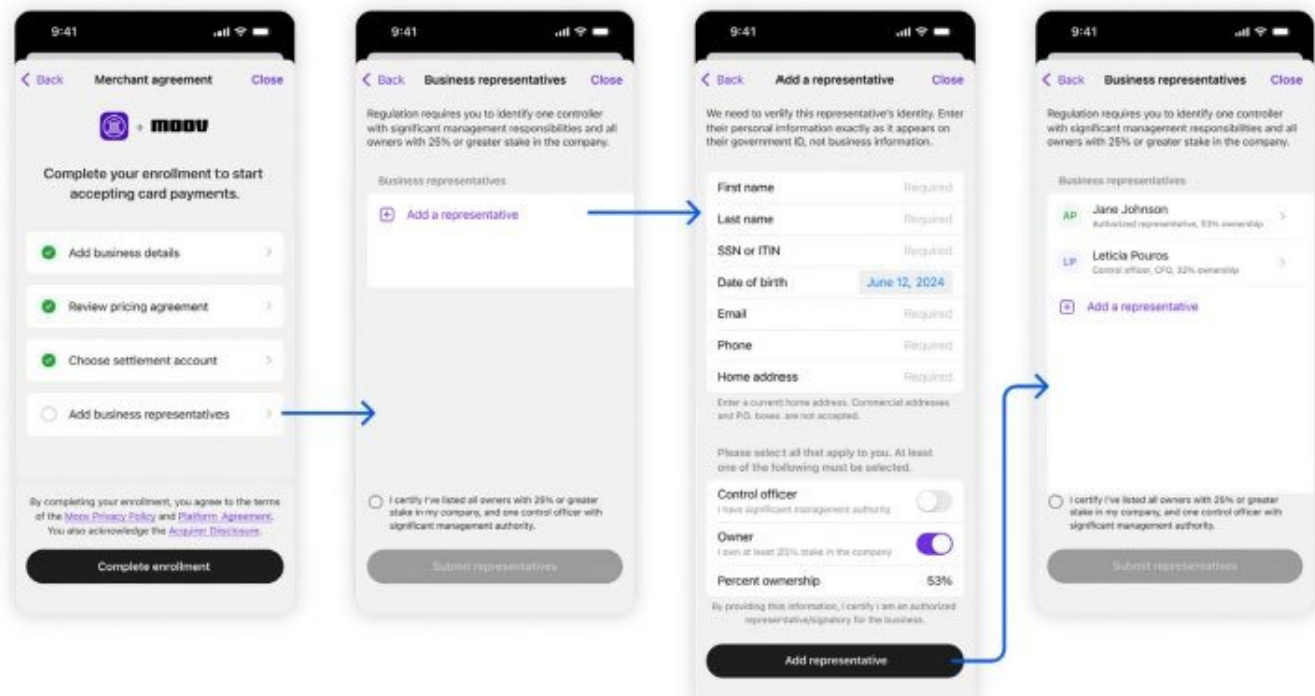 9:41
Back Merchant agreement Close
+ moov
Complete your enrollment to start
accepting card payments.
Add business details
Review pricing agreement
Choose settlement account
Add business representatives
By completing your enrollment, you agree to the terms
of the Moov Privacy Policy and Platform Agreement.
You also acknowledge the Acquirer Disclosure.
Complete enrollment
9:41
Back Business representatives Close
Regulation requires you to identify one controller
with significant management responsibilities and all
owners with 25% or greater stake in the company.
Business representatives
Add a representative
I certify I've listed all owners with 25% or greater
stake in my company, and one control officer with
significant management authority.
Submit representatives
9:41
Back Add a representative Close
We need to verify this representative's identity. Enter
their personal information exactly as it appears on
their government ID, not business information.
First name Required
Last name Required
SSN or ITIN Required
Date of birth June 12, 2024
Email Required
Phone Required
Home address Required
Enter a current home address. Commercial addresses
and P.O. boxes are not accepted.
Please select all that apply to you. At least
one of the following must be selected.
Control officer
I have significant management authority
Owner
I own at least 25% stake in the company
Percent ownership 53%
By providing this information, I certify I am an authorized
representative/signatory for the business.
Add representative
9:41
Back Business representatives Close
Regulation requires you to identify one controller
with significant management responsibilities and all
owners with 25% or greater stake in the company.
Business representatives
AP Jane Johnson
Authorized representative, 53% ownership
LP Leticia Pouros
Control officer, CFO, 32% ownership
Add a representative
I certify I've listed all owners with 25% or greater
stake in my company, and one control officer with
significant management authority.
Submit representatives